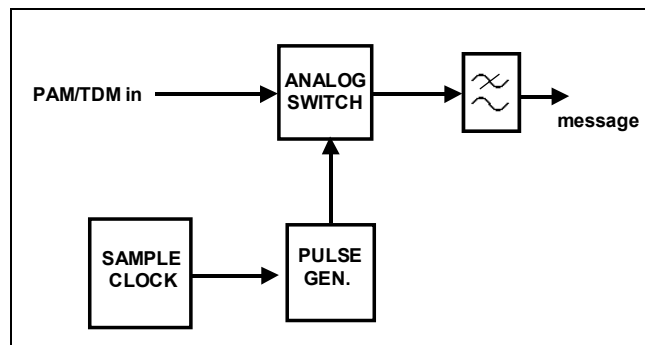 PAM/TDM in
ANALOG
SWITCH
message
SAMPLE
CLOCK
PULSE
GEN.